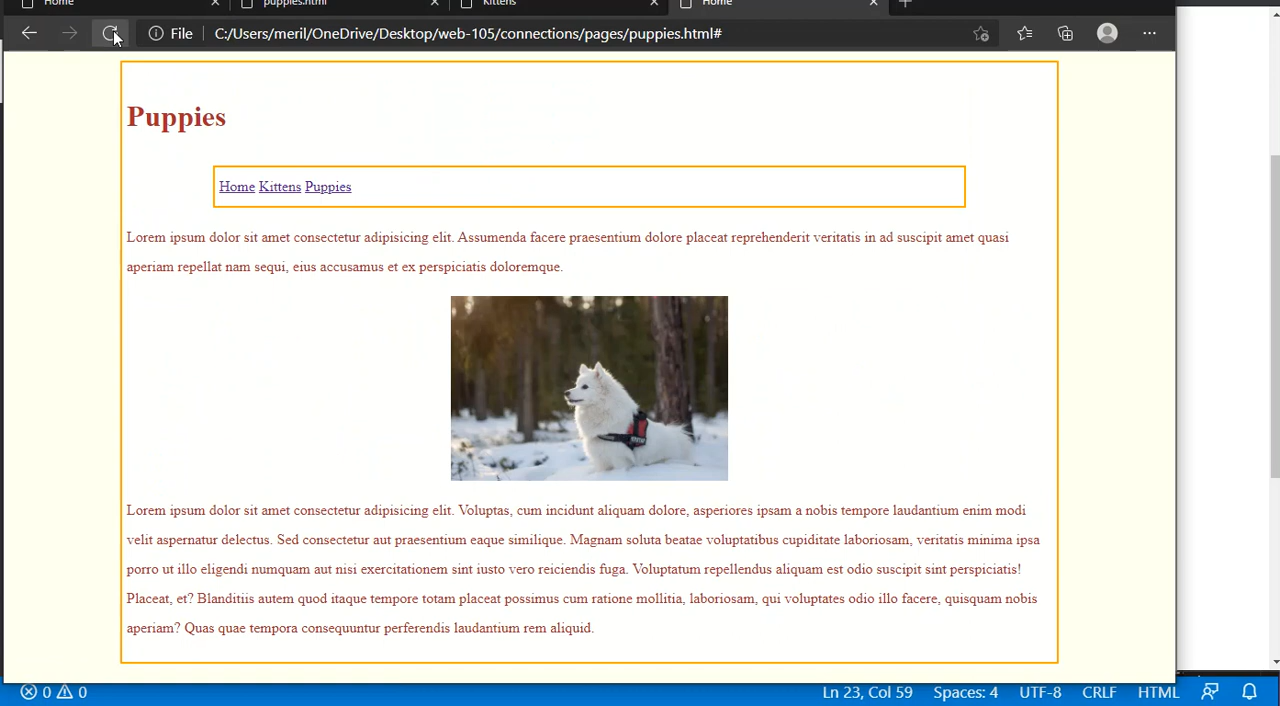 Home
puppies.html
Kittens
Home
File C:/Users/meril/OneDrive/Desktop/web-105/connections/pages/puppies.html#
Puppies
Home Kittens Puppies
Lorem ipsum dolor sit amet consectetur adipisicing elit. Assumenda facere praesentium dolore placeat reprehenderit veritatis in ad suscipit amet quasi
aperiam repellat nam sequi, eius accusamus et ex perspiciatis doloremque.
Lorem ipsum dolor sit amet consectetur adipisicing elit. Voluptas, cum incidunt aliquam dolore, asperiores ipsam a nobis tempore laudantium enim modi
velit aspernatur delectus. Sed consectetur aut praesentium eaque similique. Magnam soluta beatae voluptatibus cupiditate laboriosam, veritatis minima ipsa
porro ut illo eligendi numquam aut nisi exercitationem sint iusto vero reiciendis fuga. Voluptatum repellendus aliquam est odio suscipit sint perspiciatis!
Placeat, et? Blanditiis autem quod itaque tempore totam placeat possimus cum ratione mollitia, laboriosam, qui voluptates odio illo facere, quisquam nobis
aperiam? Quas quae tempora consequuntur perferendis laudantium rem aliquid.
0 0 Ln 23, Col 59 Spaces: 4 UTF-8 CRLF HTML